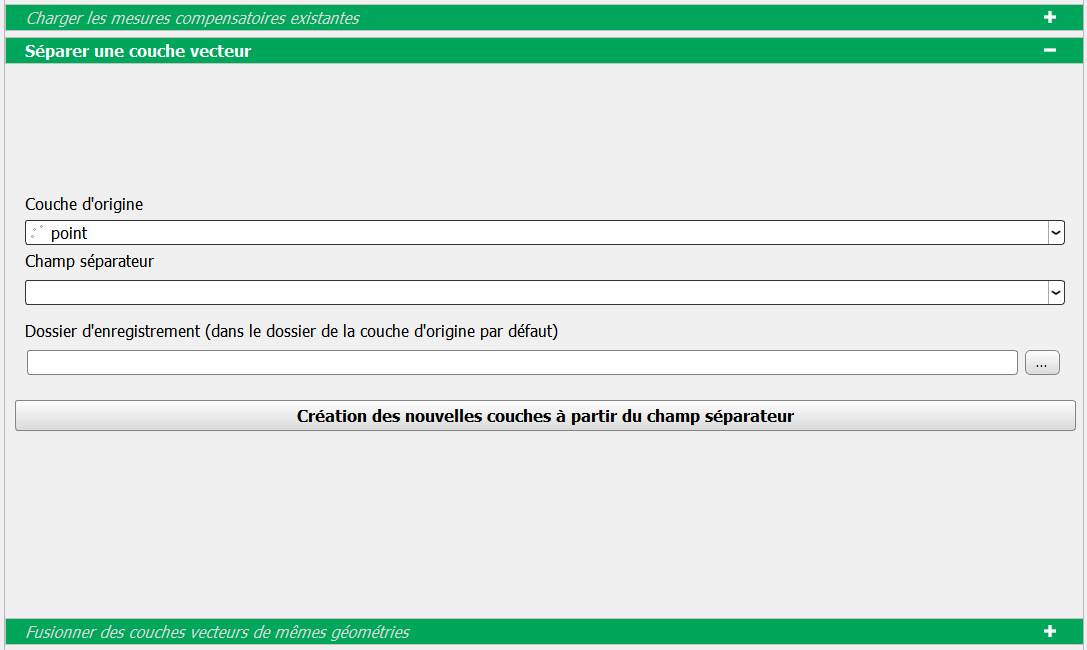 Charger les mesures compensatoires existantes
Séparer une couche vecteur
Couche d'origine
point
Champ séparateur
Dossier d'enregistrement (dans le dossier de la couche d'origine par défaut)
...
Création des nouvelles couches à partir du champ séparateur
Fusionner des couches vecteurs de mêmes géométries